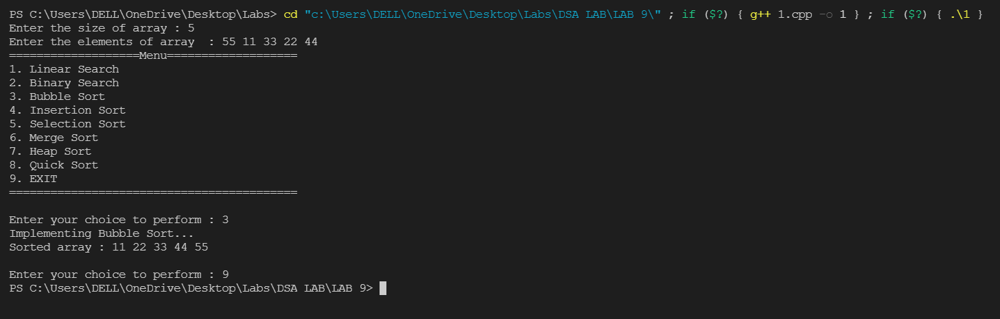 PS C:\Users\DELL\OneDrive\Desktop\Labs> cd "c:\Users\DELL\OneDrive\Desktop\Labs\DSA LAB\LAB 9\" ; if ($?) { g++ 1.cpp -o 1 } ; if ($?) { .\1 }
Enter the size of array : 5
Enter the elements of array  : 55 11 33 22 44
===================Menu===================
1. Linear Search
2. Binary Search
3. Bubble Sort
4. Insertion Sort
5. Selection Sort
6. Merge Sort
7. Heap Sort
8. Quick Sort
9. EXIT
==========================================
Enter your choice to perform : 3
Implementing Bubble Sort...
Sorted array : 11 22 33 44 55
Enter your choice to perform : 9
PS C:\Users\DELL\OneDrive\Desktop\Labs\DSA LAB\LAB 9>